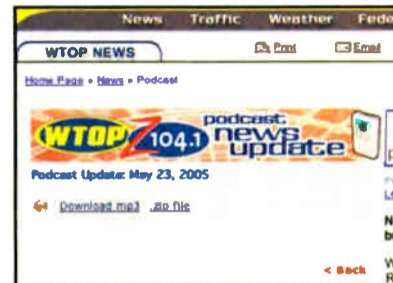 News Traffic Weather Fede
WTOP NEWS Print Email
Home Page » News » Podcast
WTOP Z 104.1 podcast news update
Podcast Update: May 23, 2005
Download mp3 .zip file
< Back